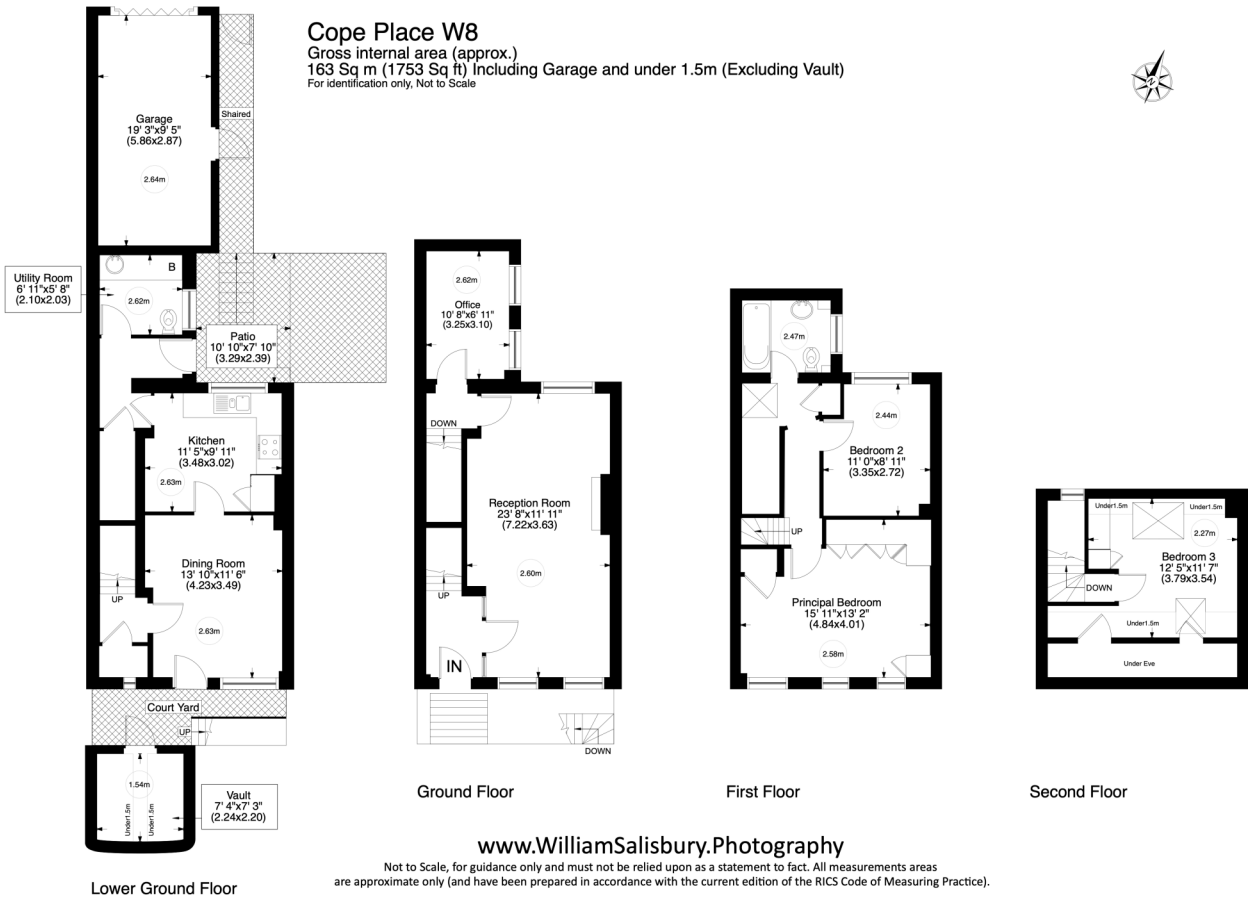 Cope Place W8
Gross internal area (approx.)
163 Sq m (1753 Sq ft) Including Garage and under 1.5m (Excluding Vault)
For identification only, Not to Scale
N
Garage
19' 3"x9' 5"
(5.86x2.87)
2.64m
Shaired
Utility Room
6' 11"x5' 8"
(2.10x2.03)
B
2.62m
Patio
10' 10"x7' 10"
(3.29x2.39)
Kitchen
11' 5"x9' 11"
(3.48x3.02)
2.63m
Dining Room
13' 10"x11' 6"
(4.23x3.49)
UP
2.63m
Court Yard
UP
1.54m
Under1.5m
Under1.5m
Vault
7' 4"x7' 3"
(2.24x2.20)
Lower Ground Floor
2.62m
Office
10' 8"x6' 11"
(3.25x3.10)
DOWN
Reception Room
23' 8"x11' 11"
(7.22x3.63)
2.60m
UP
IN
DOWN
Ground Floor
2.47m
2.44m
Bedroom 2
11' 0"x8' 11"
(3.35x2.72)
UP
Principal Bedroom
15' 11"x13' 2"
(4.84x4.01)
2.58m
First Floor
Under1.5m
Under1.5m
2.27m
Bedroom 3
12' 5"x11' 7"
(3.79x3.54)
DOWN
Under1.5m
Under Eve
Second Floor
www.WilliamSalisbury.Photography
Not to Scale, for guidance only and must not be relied upon as a statement to fact. All measurements areas
are approximate only (and have been prepared in accordance with the current edition of the RICS Code of Measuring Practice).